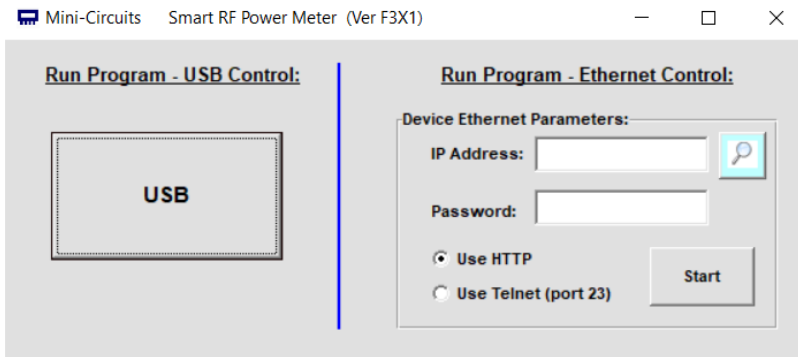 Mini-Circuits    Smart RF Power Meter  (Ver F3X1)
Run Program - USB Control:
USB
Run Program - Ethernet Control:
Device Ethernet Parameters:
IP Address:
Password:
Use HTTP
Use Telnet (port 23)
Start